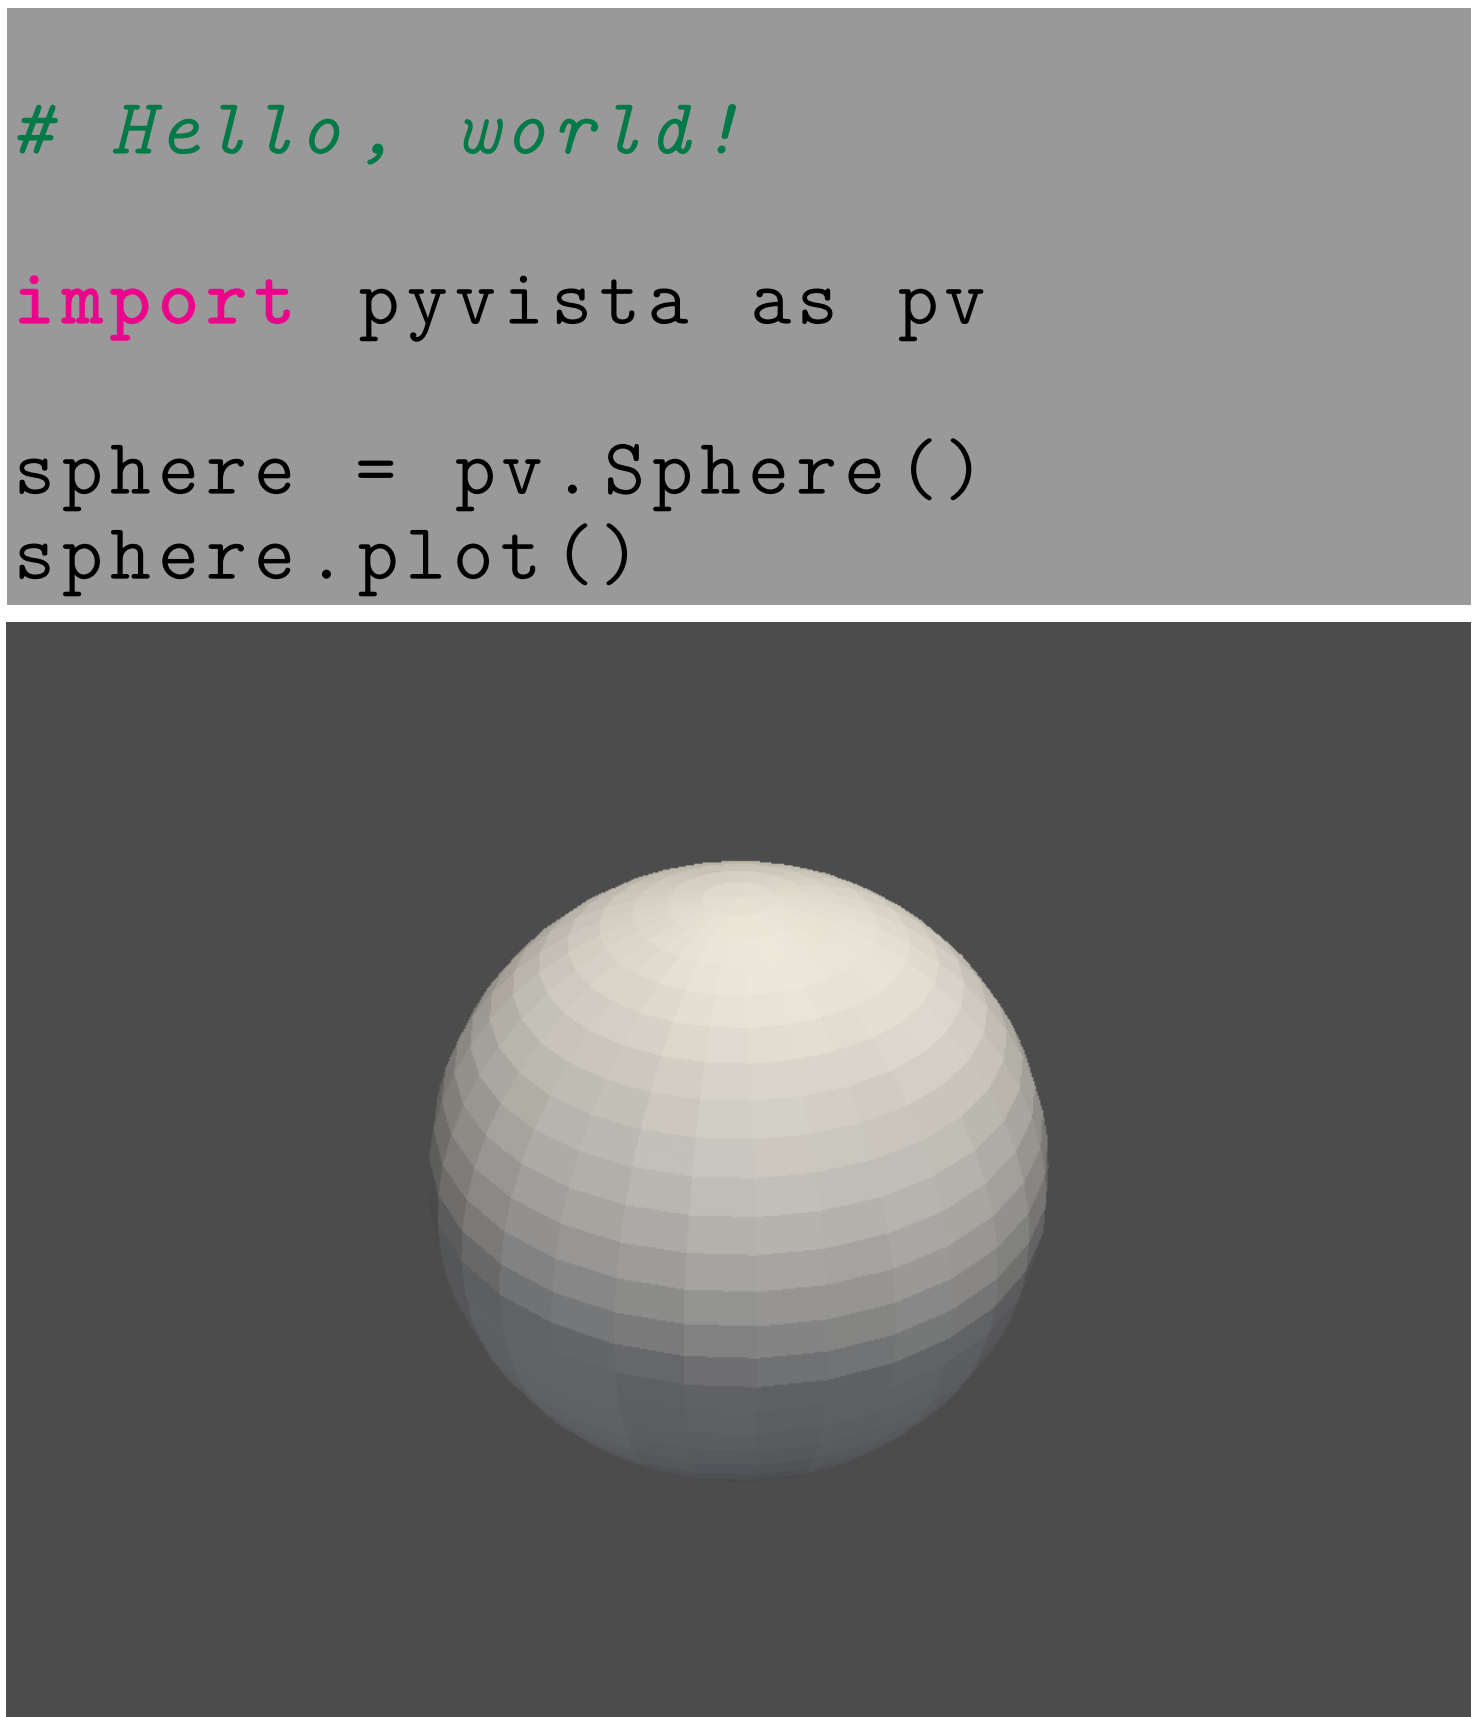 # Hello, world!
import pyvista as pv
sphere = pv.Sphere()
sphere.plot()